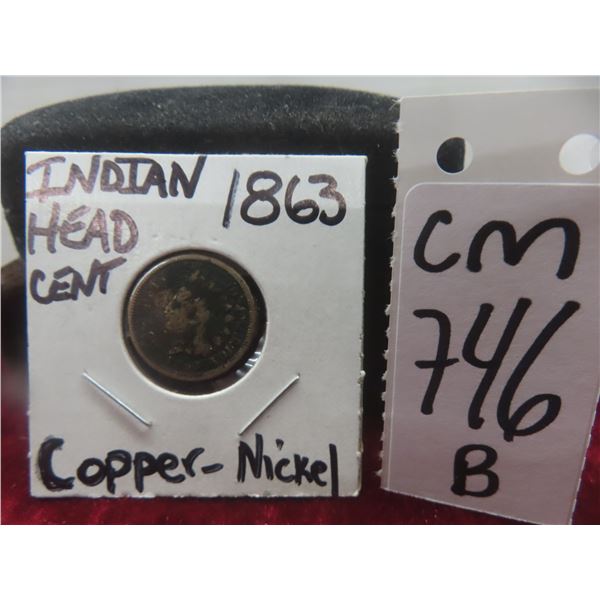 INDIAN 1863
HEAD
CENT
Copper-Nickel
CM
746
B